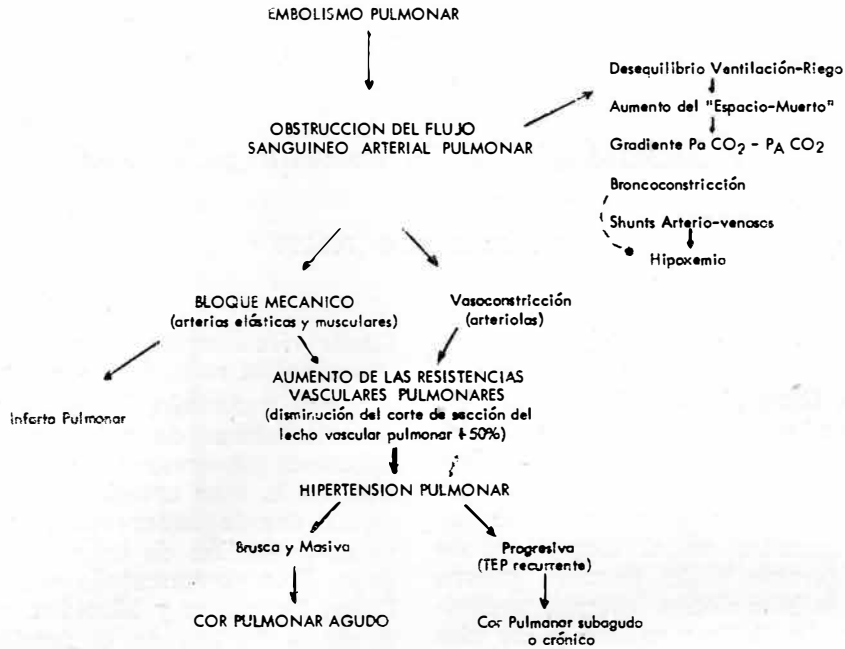 EMBOLISMO PULMONAR
OBSTRUCCION DEL FLUJO
SANGUINEO ARTERIAL PULMONAR
Desequilibrio Ventilación-Riego
Aumento del "Espacio-Muerto"
Gradiente Pa CO2 - PA CO2
Broncoconstricción
Shunts Arterio-venosos
Hipoxemia
BLOQUE MECANICO
(arterias elásticas y musculares)
Vasoconstricción
(arteriolas)
AUMENTO DE LAS RESISTENCIAS
VASCULARES PULMONARES
(disminución del corte de sección del
lecho vascular pulmonar + 50%)
Infarto Pulmonar
HIPERTENSION PULMONAR
Brusca y Masiva
Progresiva
(TEP recurrente)
COR PULMONAR AGUDO
Cor Pulmonar subagudo
o crónico